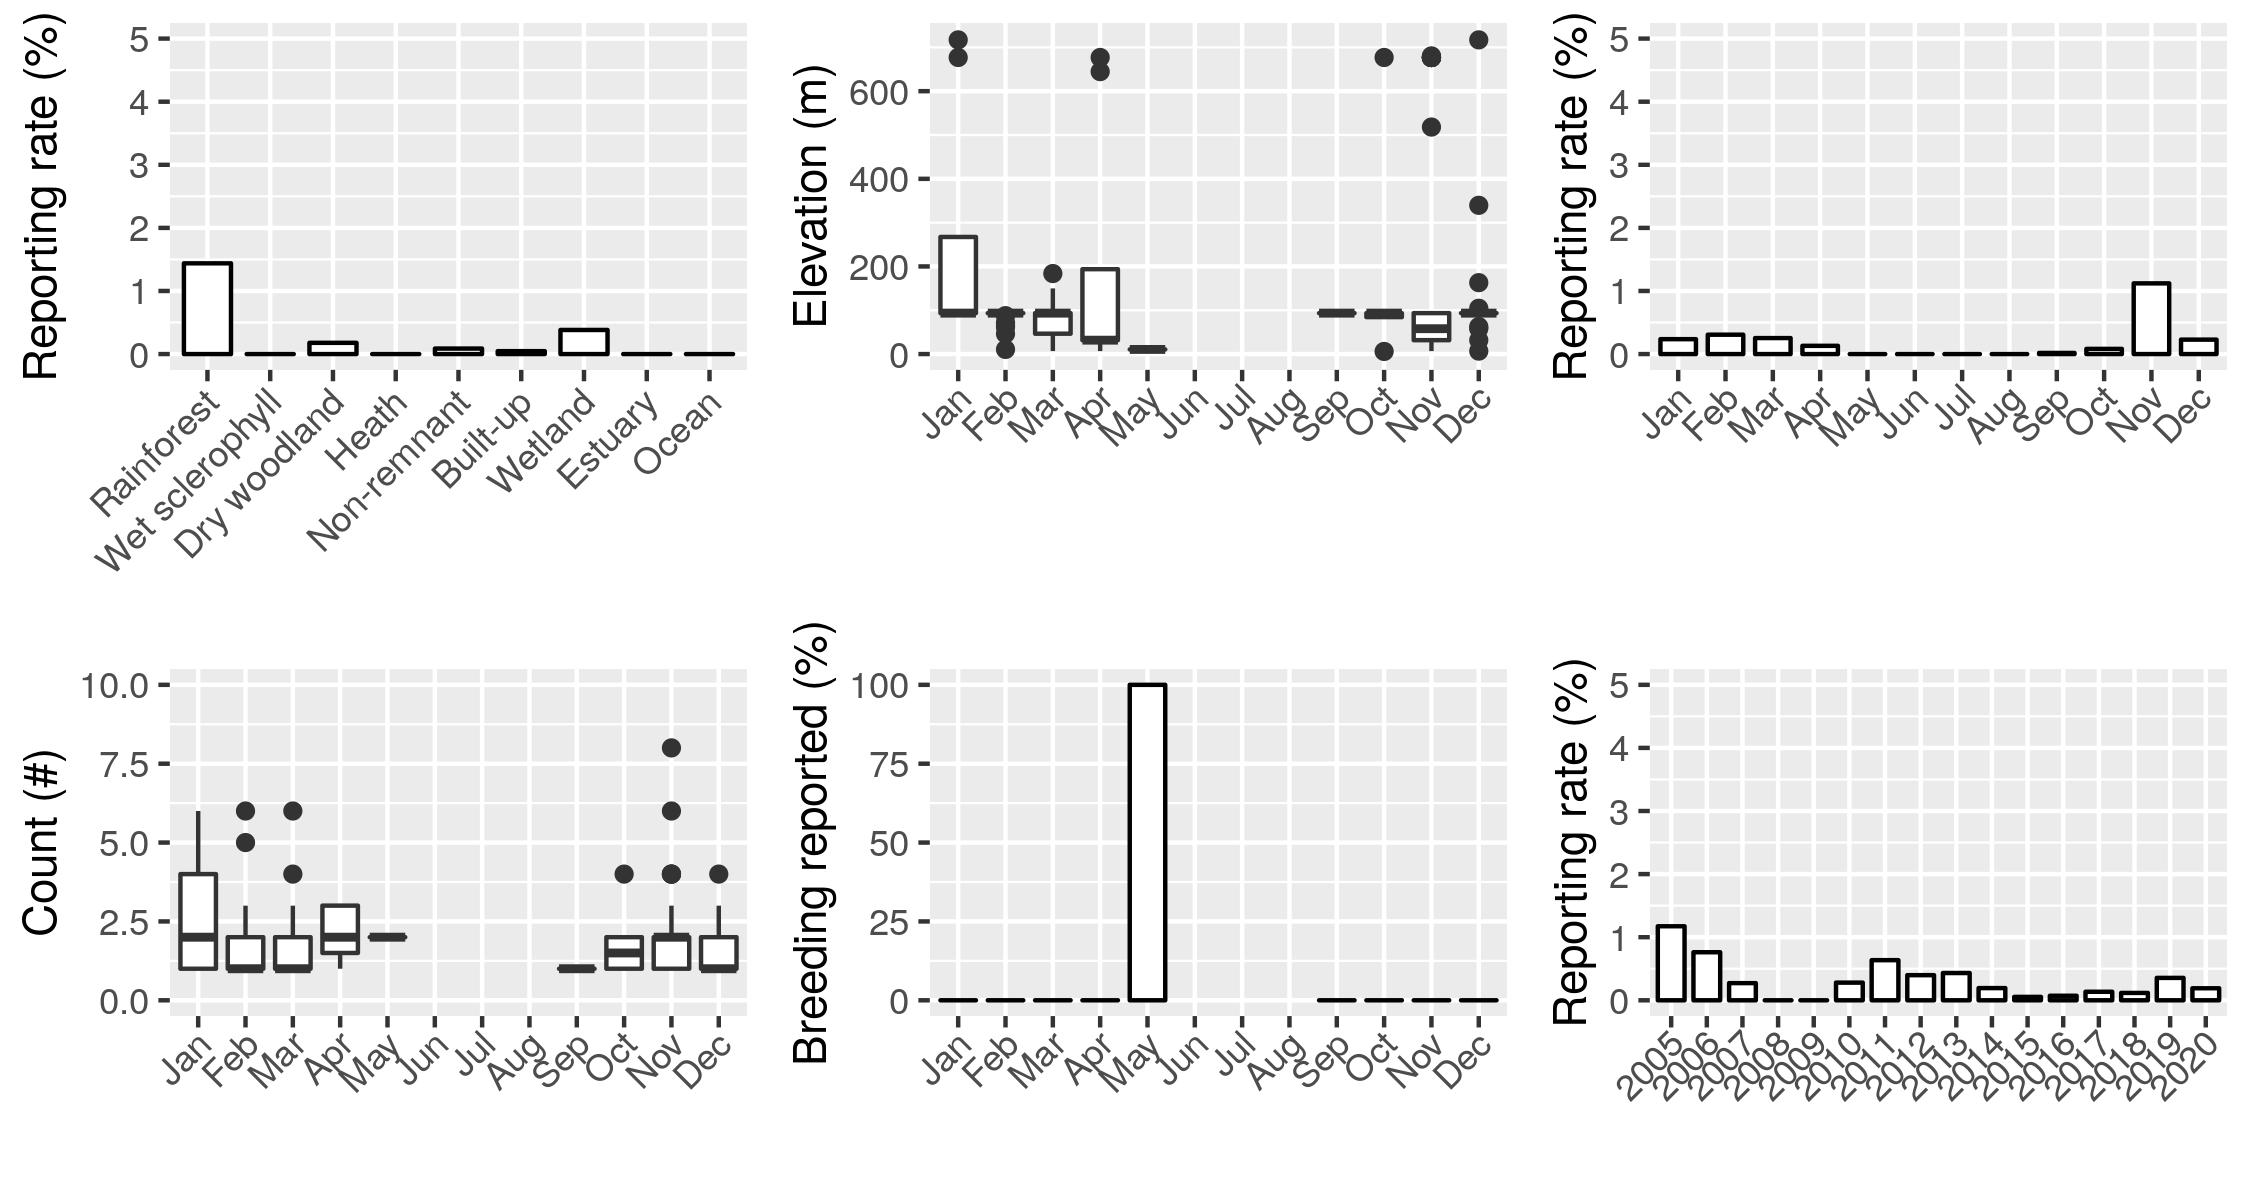 Reporting rate (%)
5
4
3
2
1
0
Rainforest
Wet sclerophyll
Dry woodland
Heath
Non-remnant
Built-up
Wetland
Estuary
Ocean
Elevation (m)
600
400
200
0
Jan
Feb
Mar
Apr
May
Jun
Jul
Aug
Sep
Oct
Nov
Dec
Reporting rate (%)
5
4
3
2
1
0
Jan
Feb
Mar
Apr
May
Jun
Jul
Aug
Sep
Oct
Nov
Dec
Count (#)
10.0
7.5
5.0
2.5
0.0
Jan
Feb
Mar
Apr
May
Jun
Jul
Aug
Sep
Oct
Nov
Dec
Breeding reported (%)
100
75
50
25
0
Jan
Feb
Mar
Apr
May
Jun
Jul
Aug
Sep
Oct
Nov
Dec
Reporting rate (%)
5
4
3
2
1
0
2005
2006
2007
2008
2009
2010
2011
2012
2013
2014
2015
2016
2017
2018
2019
2020